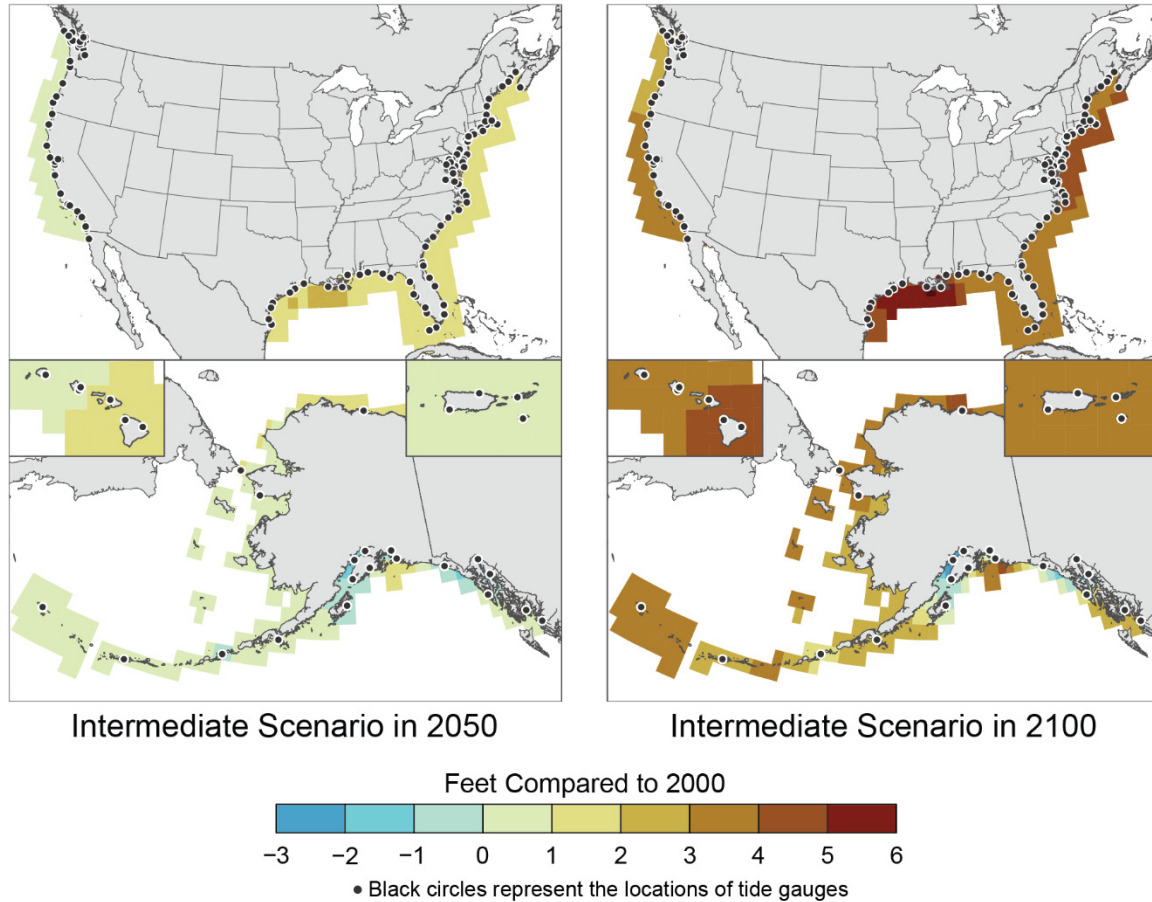 Intermediate Scenario in 2050
Intermediate Scenario in 2100
Feet Compared to 2000
−3 −2 −1 0 1 2 3 4 5 6
Black circles represent the locations of tide gauges